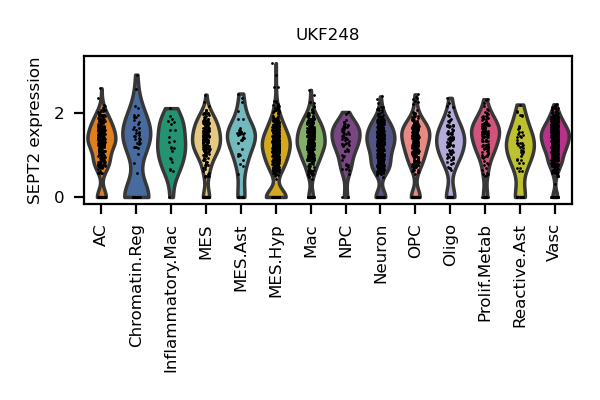 UKF248
SEPT2 expression
2
0
AC
Chromatin.Reg
Inflammatory.Mac
MES
MES.Ast
MES.Hyp
Mac
NPC
Neuron
OPC
Oligo
Prolif.Metab
Reactive.Ast
Vasc